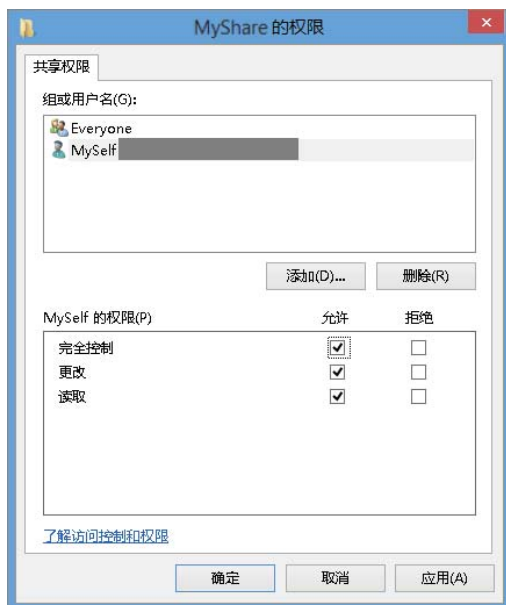 MyShare 的权限
共享权限
组或用户名(G):
Everyone
MySelf
添加(D)... 删除(R)
MySelf 的权限(P) 允许 拒绝
完全控制
更改
读取
了解访问控制和权限
确定 取消 应用(A)